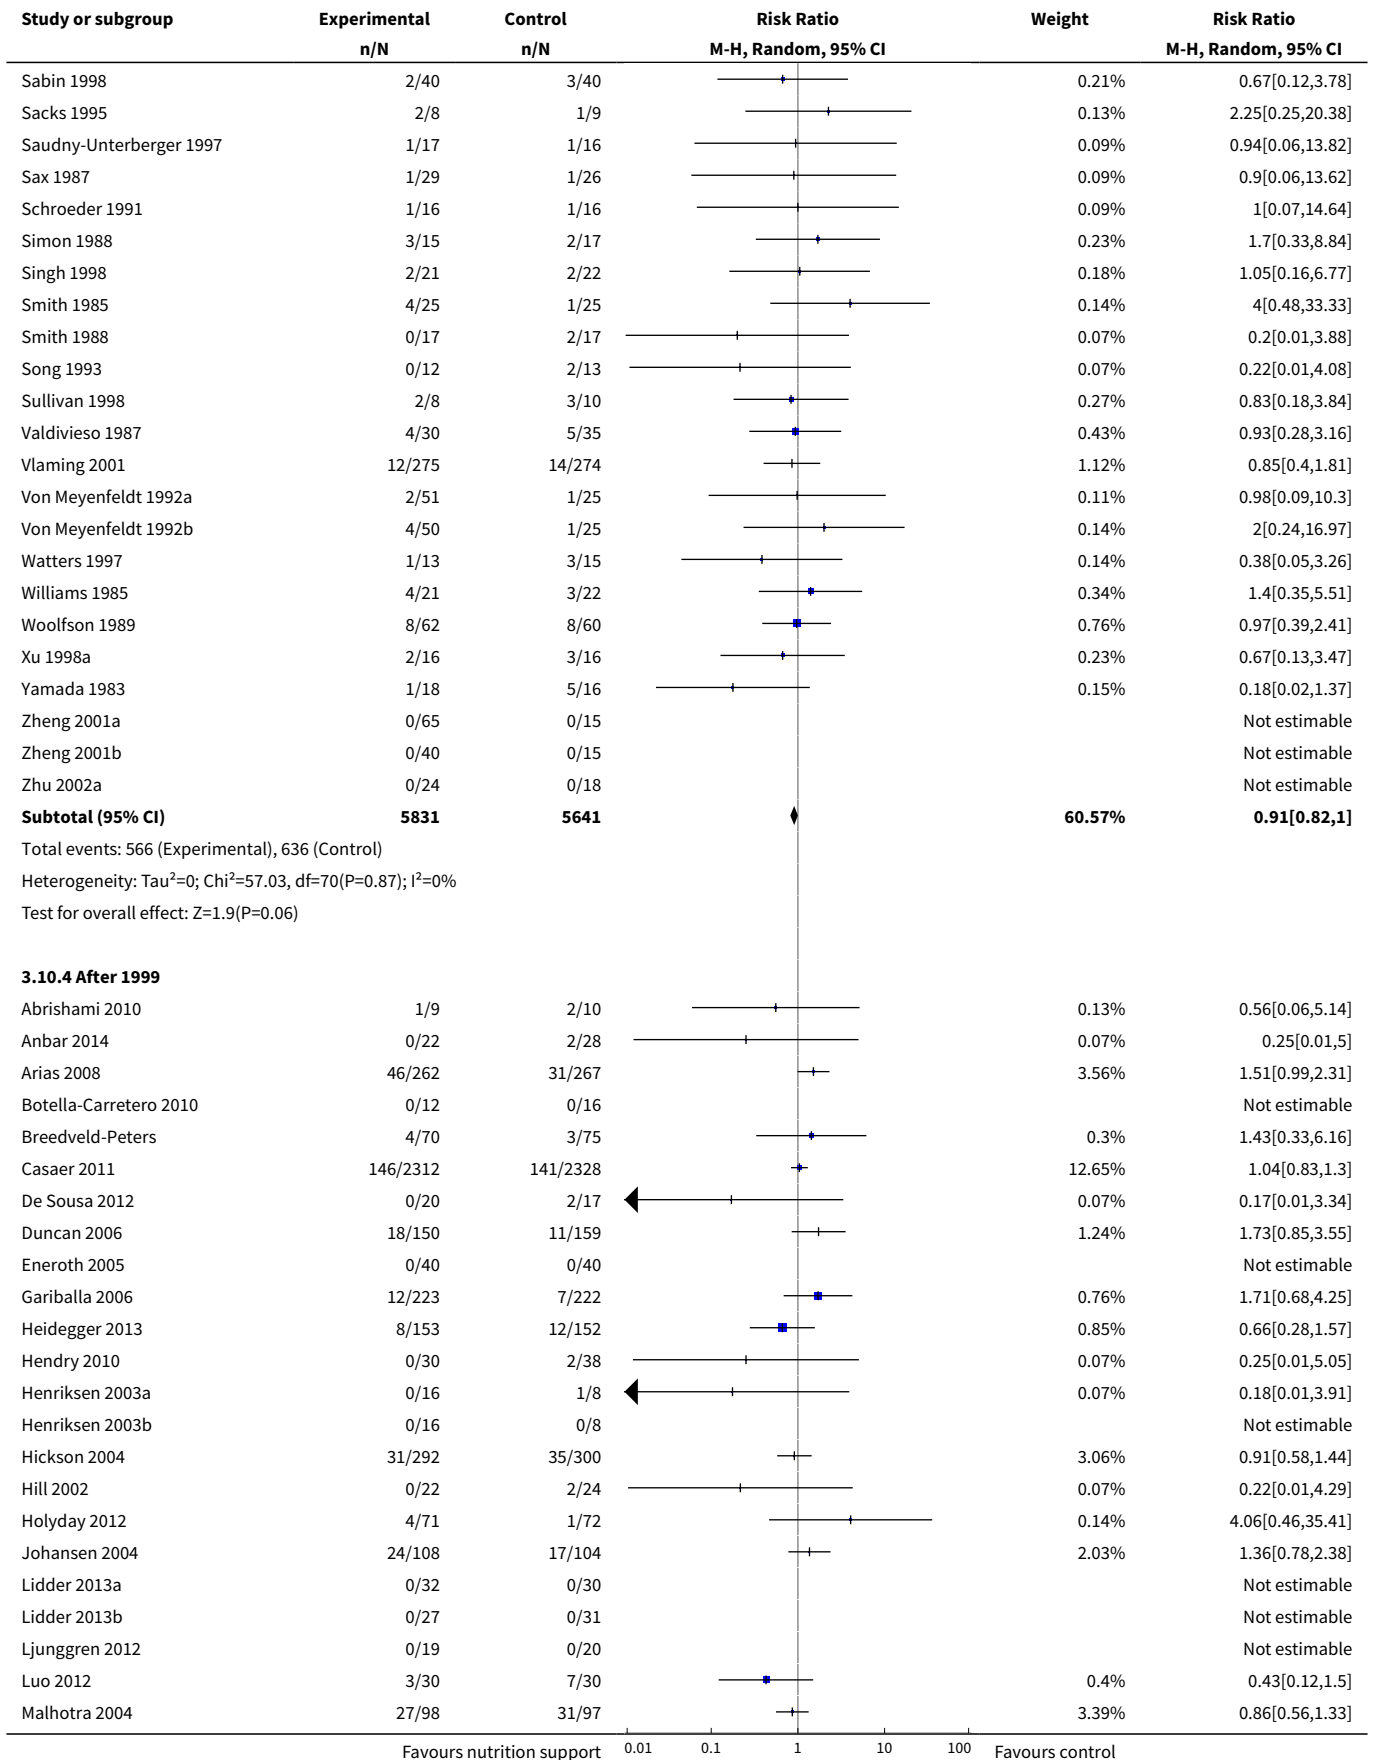 Study or subgroup Experimental Control Risk Ratio Weight Risk Ratio
n/N n/N M-H, Random, 95% CI M-H, Random, 95% CI
Sabin 1998 2/40 3/40 0.21% 0.67[0.12,3.78]
Sacks 1995 2/8 1/9 0.13% 2.25[0.25,20.38]
Saudny-Unterberger 1997 1/17 1/16 0.09% 0.94[0.06,13.82]
Sax 1987 1/29 1/26 0.09% 0.9[0.06,13.62]
Schroeder 1991 1/16 1/16 0.09% 1[0.07,14.64]
Simon 1988 3/15 2/17 0.23% 1.7[0.33,8.84]
Singh 1998 2/21 2/22 0.18% 1.05[0.16,6.77]
Smith 1985 4/25 1/25 0.14% 4[0.48,33.33]
Smith 1988 0/17 2/17 0.07% 0.2[0.01,3.88]
Song 1993 0/12 2/13 0.07% 0.22[0.01,4.08]
Sullivan 1998 2/8 3/10 0.27% 0.83[0.18,3.84]
Valdivieso 1987 4/30 5/35 0.43% 0.93[0.28,3.16]
Vlaming 2001 12/275 14/274 1.12% 0.85[0.4,1.81]
Von Meyenfeldt 1992a 2/51 1/25 0.11% 0.98[0.09,10.3]
Von Meyenfeldt 1992b 4/50 1/25 0.14% 2[0.24,16.97]
Watters 1997 1/13 3/15 0.14% 0.38[0.05,3.26]
Williams 1985 4/21 3/22 0.34% 1.4[0.35,5.51]
Woolfson 1989 8/62 8/60 0.76% 0.97[0.39,2.41]
Xu 1998a 2/16 3/16 0.23% 0.67[0.13,3.47]
Yamada 1983 1/18 5/16 0.15% 0.18[0.02,1.37]
Zheng 2001a 0/65 0/15 Not estimable
Zheng 2001b 0/40 0/15 Not estimable
Zhu 2002a 0/24 0/18 Not estimable
Subtotal (95% CI) 5831 5641 60.57% 0.91[0.82,1]
Total events: 566 (Experimental), 636 (Control)
Heterogeneity: Tau²=0; Chi²=57.03, df=70(P=0.87); I²=0%
Test for overall effect: Z=1.9(P=0.06)
3.10.4 After 1999
Abrishami 2010 1/9 2/10 0.13% 0.56[0.06,5.14]
Anbar 2014 0/22 2/28 0.07% 0.25[0.01,5]
Arias 2008 46/262 31/267 3.56% 1.51[0.99,2.31]
Botella-Carretero 2010 0/12 0/16 Not estimable
Breedveld-Peters 4/70 3/75 0.3% 1.43[0.33,6.16]
Casaer 2011 146/2312 141/2328 12.65% 1.04[0.83,1.3]
De Sousa 2012 0/20 2/17 0.07% 0.17[0.01,3.34]
Duncan 2006 18/150 11/159 1.24% 1.73[0.85,3.55]
Eneroth 2005 0/40 0/40 Not estimable
Gariballa 2006 12/223 7/222 0.76% 1.71[0.68,4.25]
Heidegger 2013 8/153 12/152 0.85% 0.66[0.28,1.57]
Hendry 2010 0/30 2/38 0.07% 0.25[0.01,5.05]
Henriksen 2003a 0/16 1/8 0.07% 0.18[0.01,3.91]
Henriksen 2003b 0/16 0/8 Not estimable
Hickson 2004 31/292 35/300 3.06% 0.91[0.58,1.44]
Hill 2002 0/22 2/24 0.07% 0.22[0.01,4.29]
Holyday 2012 4/71 1/72 0.14% 4.06[0.46,35.41]
Johansen 2004 24/108 17/104 2.03% 1.36[0.78,2.38]
Lidder 2013a 0/32 0/30 Not estimable
Lidder 2013b 0/27 0/31 Not estimable
Ljunggren 2012 0/19 0/20 Not estimable
Luo 2012 3/30 7/30 0.4% 0.43[0.12,1.5]
Malhotra 2004 27/98 31/97 3.39% 0.86[0.56,1.33]
Favours nutrition support 0.01 0.1 1 10 100 Favours control